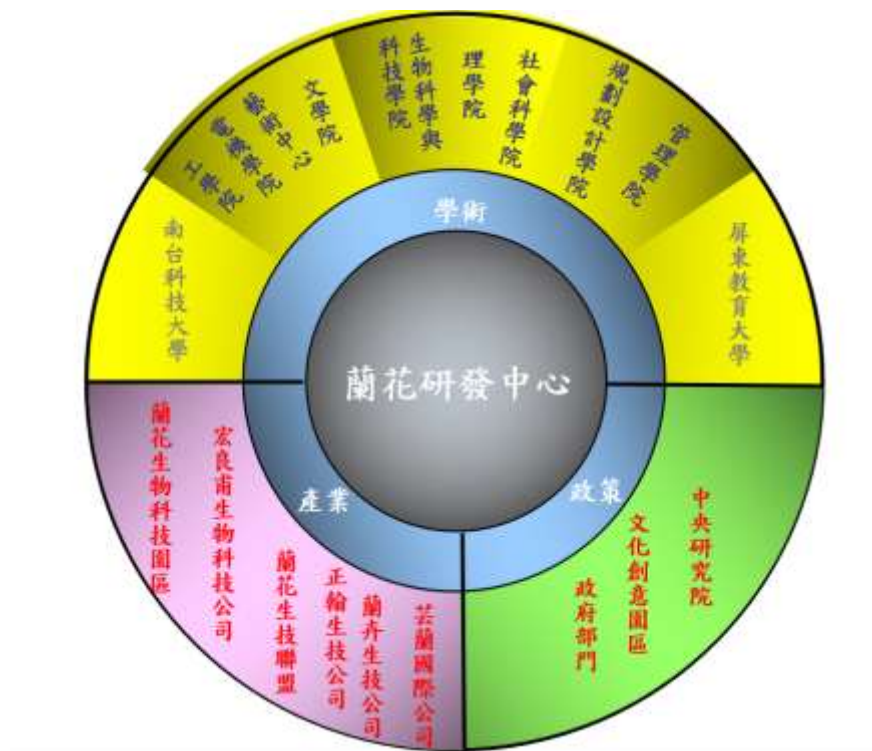 蘭花研發中心
學術
產業
政策
南台科技大學
工學院
電機學院
藝術中心
文學院
生物科學與
科技學院
理學院
社會科學院
規劃設計學院
管理學院
屏東教育大學
蘭花生物科技園區
宏良甫生物科技公司
蘭花生技聯盟
正翰生技公司
蘭卉生技公司
芸蘭國際公司
政府部門
文化創意園區
中央研究院